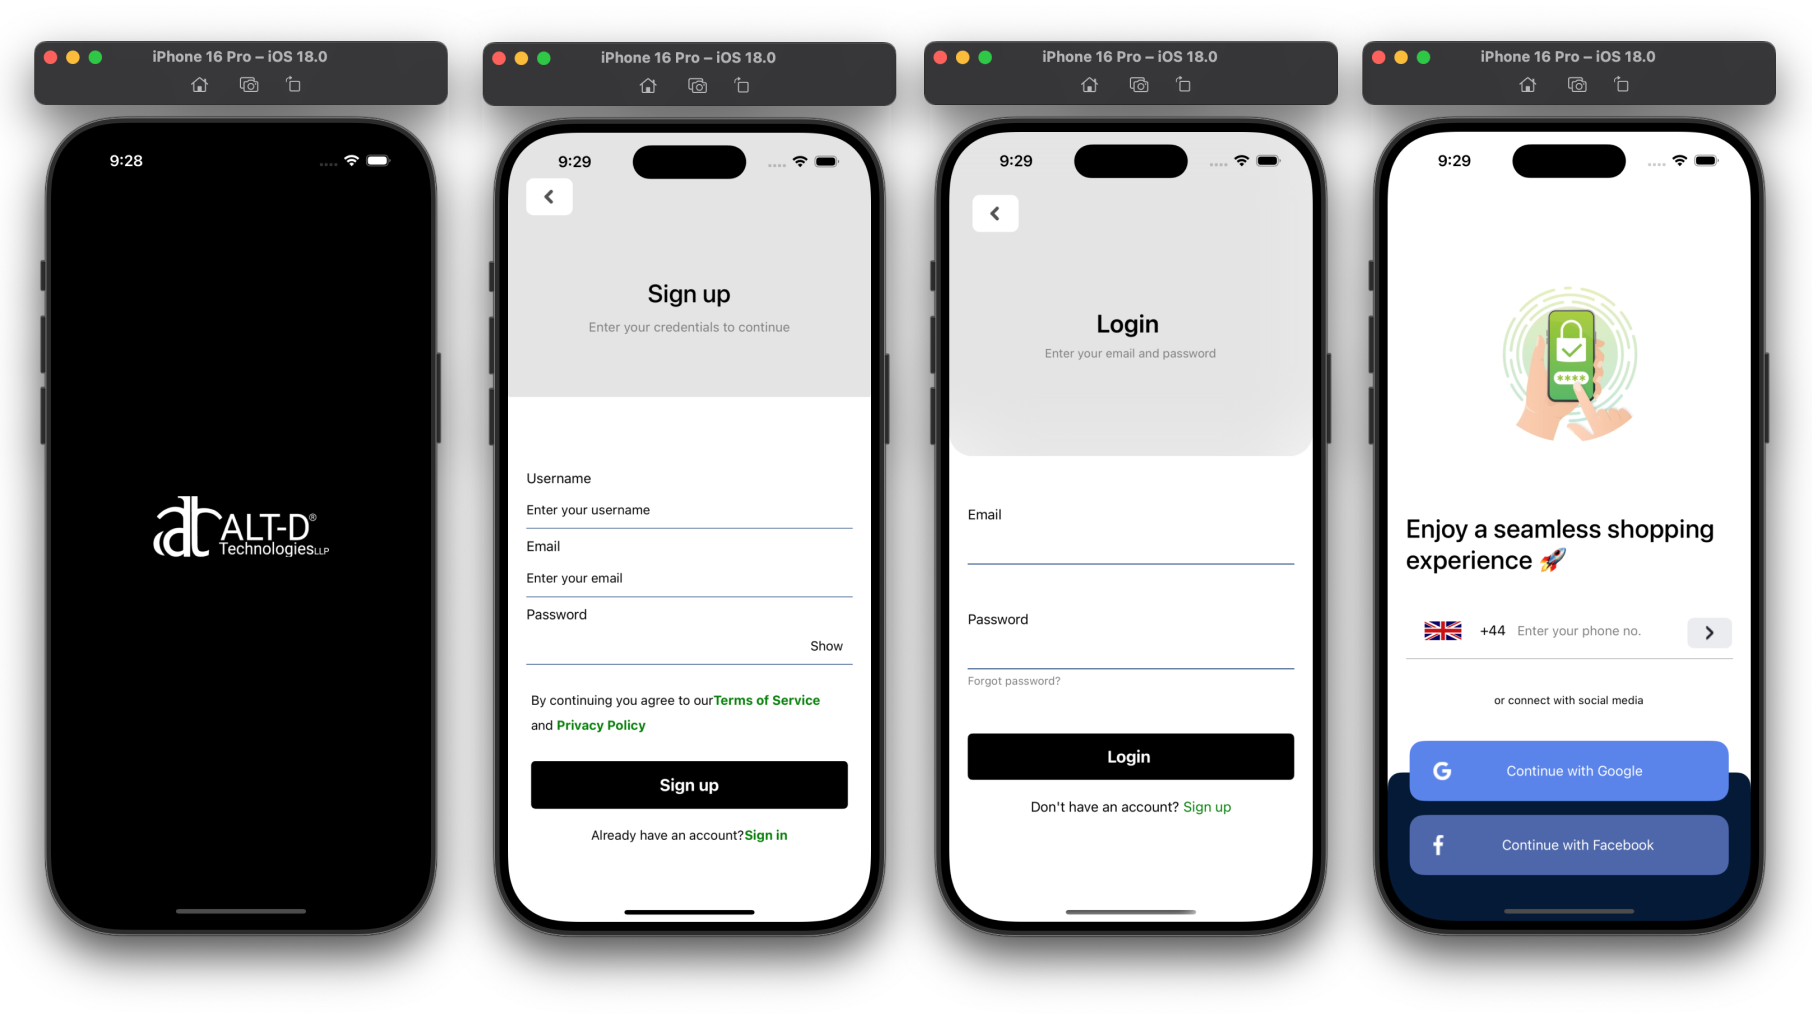 iPhone 16 Pro – iOS 18.0
9:28
ALT-D®
Technologies LLP
iPhone 16 Pro – iOS 18.0
9:29
Sign up
Enter your credentials to continue
Username
Enter your username
Email
Enter your email
Password
Show
By continuing you agree to ourTerms of Service
and Privacy Policy
Sign up
Already have an account?Sign in
iPhone 16 Pro – iOS 18.0
9:29
Login
Enter your email and password
Email
Password
Forgot password?
Login
Don't have an account? Sign up
iPhone 16 Pro – iOS 18.0
9:29
****
Enjoy a seamless shopping
experience 🚀
+44 Enter your phone no.
or connect with social media
G Continue with Google
f Continue with Facebook